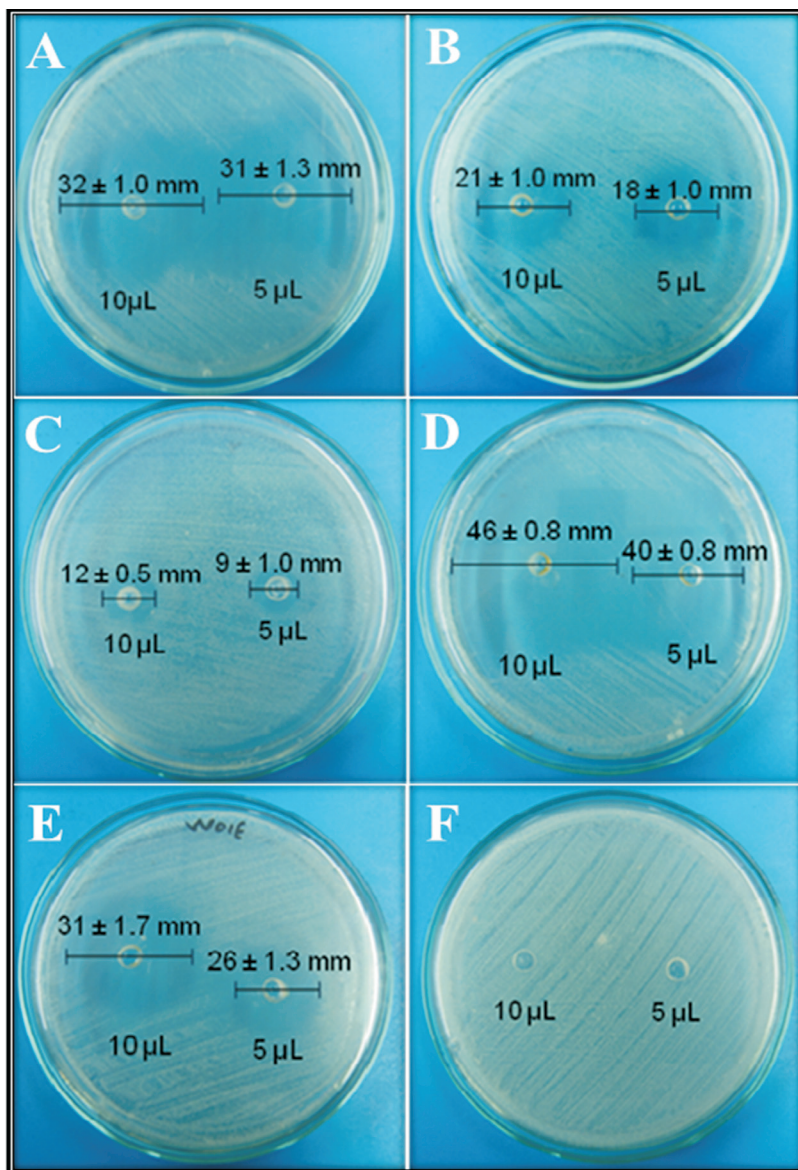 A
32 ± 1.0 mm
31 ± 1.3 mm
10µL
5 µL
B
21 ± 1.0 mm
18 ± 1.0 mm
10 µL
5 µL
C
12 ± 0.5 mm
9 ± 1.0 mm
10 µL
5 µL
D
46 ± 0.8 mm
40 ± 0.8 mm
10 µL
5 µL
E
31 ± 1.7 mm
26 ± 1.3 mm
10 µL
5 µL
F
10 µL
5 µL